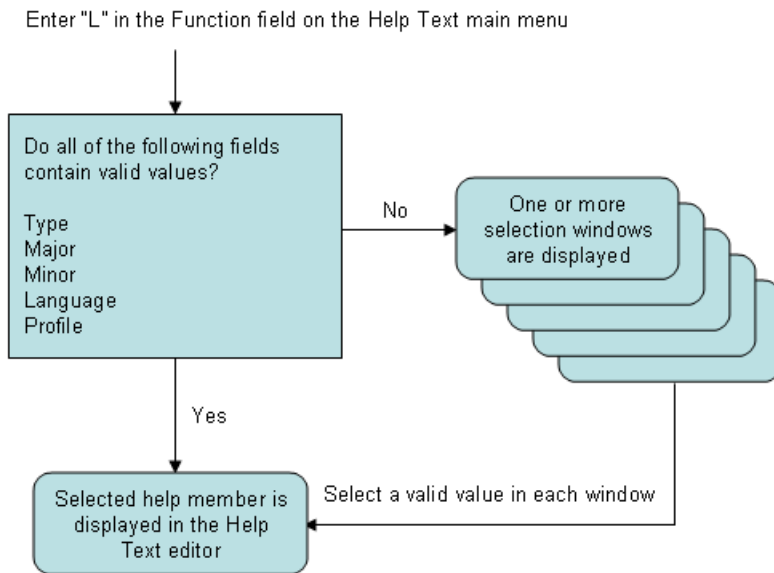 Enter "L" in the Function field on the Help Text main menu
Do all of the following fields
contain valid values?
Type
Major
Minor
Language
Profile
No
One or more
selection windows
are displayed
Yes
Select a valid value in each window
Selected help member is
displayed in the Help
Text editor